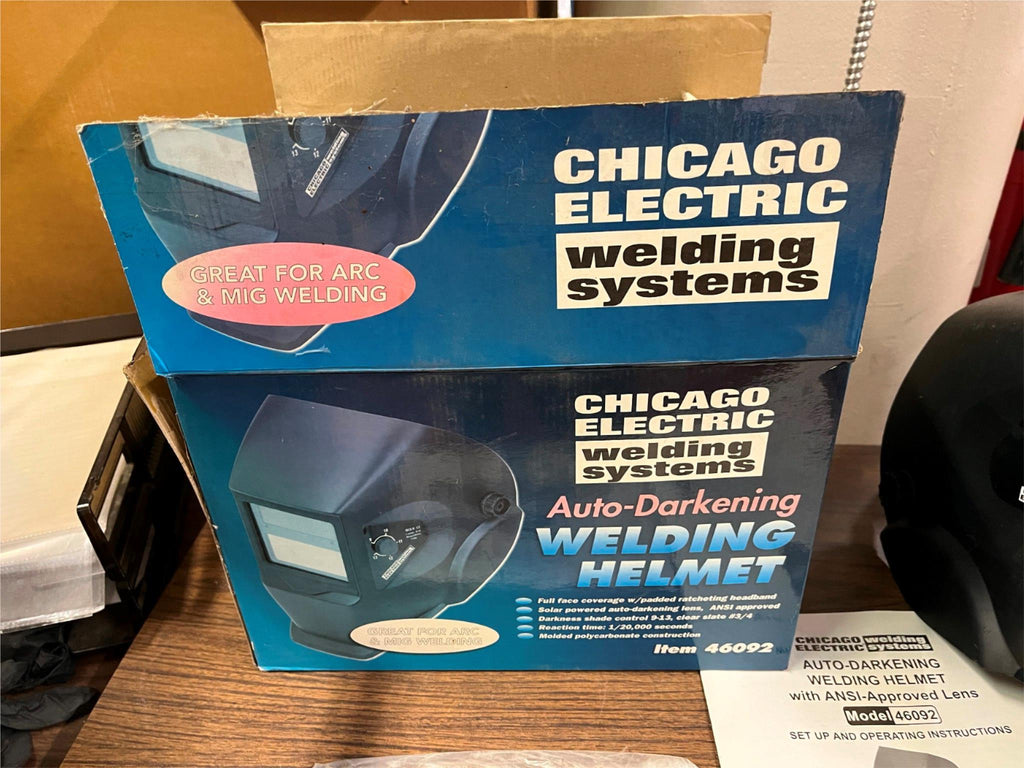 GREAT FOR ARC
& MIG WELDING
CHICAGO
ELECTRIC
welding
systems
CHICAGO
ELECTRIC
welding
systems
Auto-Darkening
WELDING
HELMET
Full face coverage w/padded ratcheting headband
Solar powered auto-darkening lens, ANSI approved
Darkness shade control 9-13, clear slate #3/4
Reaction time: 1/20,000 seconds
Molded polycarbonate construction
GREAT FOR ARC
& MIG WELDING
Item 46092
CHICAGO welding
ELECTRIC systems
AUTO-DARKENING
WELDING HELMET
with ANSI-Approved Lens
Model 46092
SET UP AND OPERATING INSTRUCTIONS